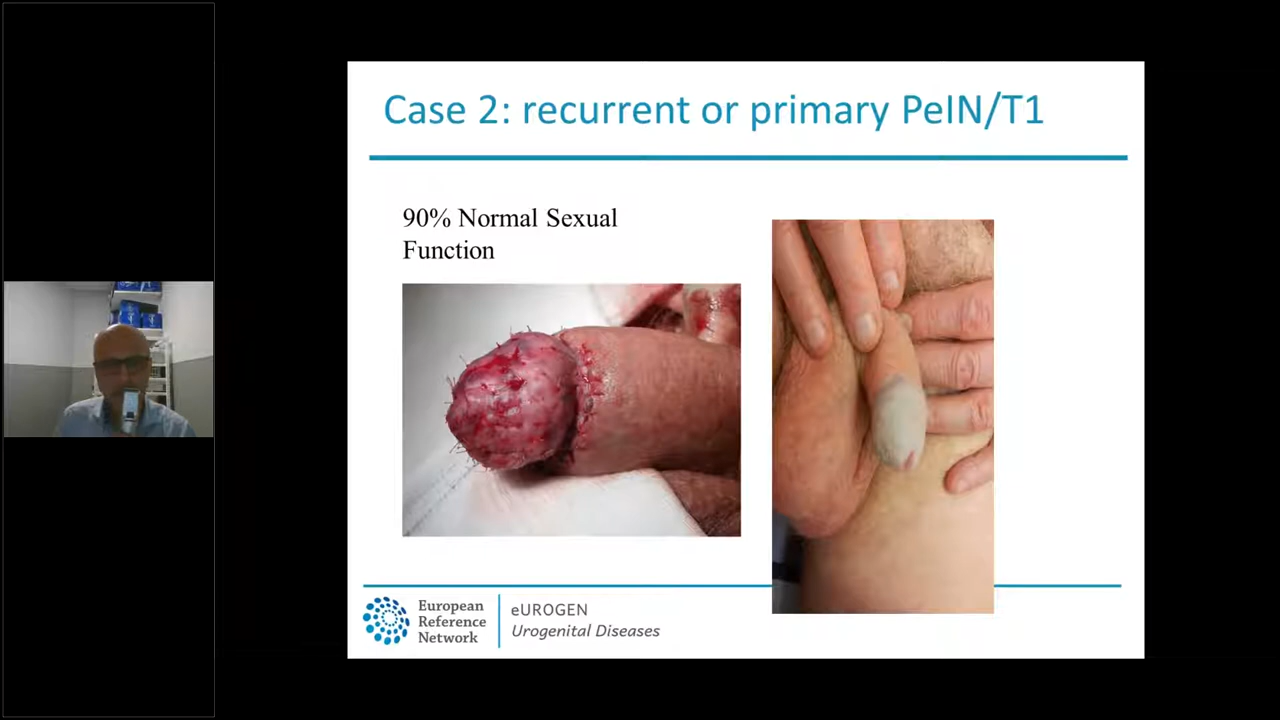 Case 2: recurrent or primary PeIN/T1
90% Normal Sexual
Function
European
Reference
Network
eUROGEN
Urogenital Diseases